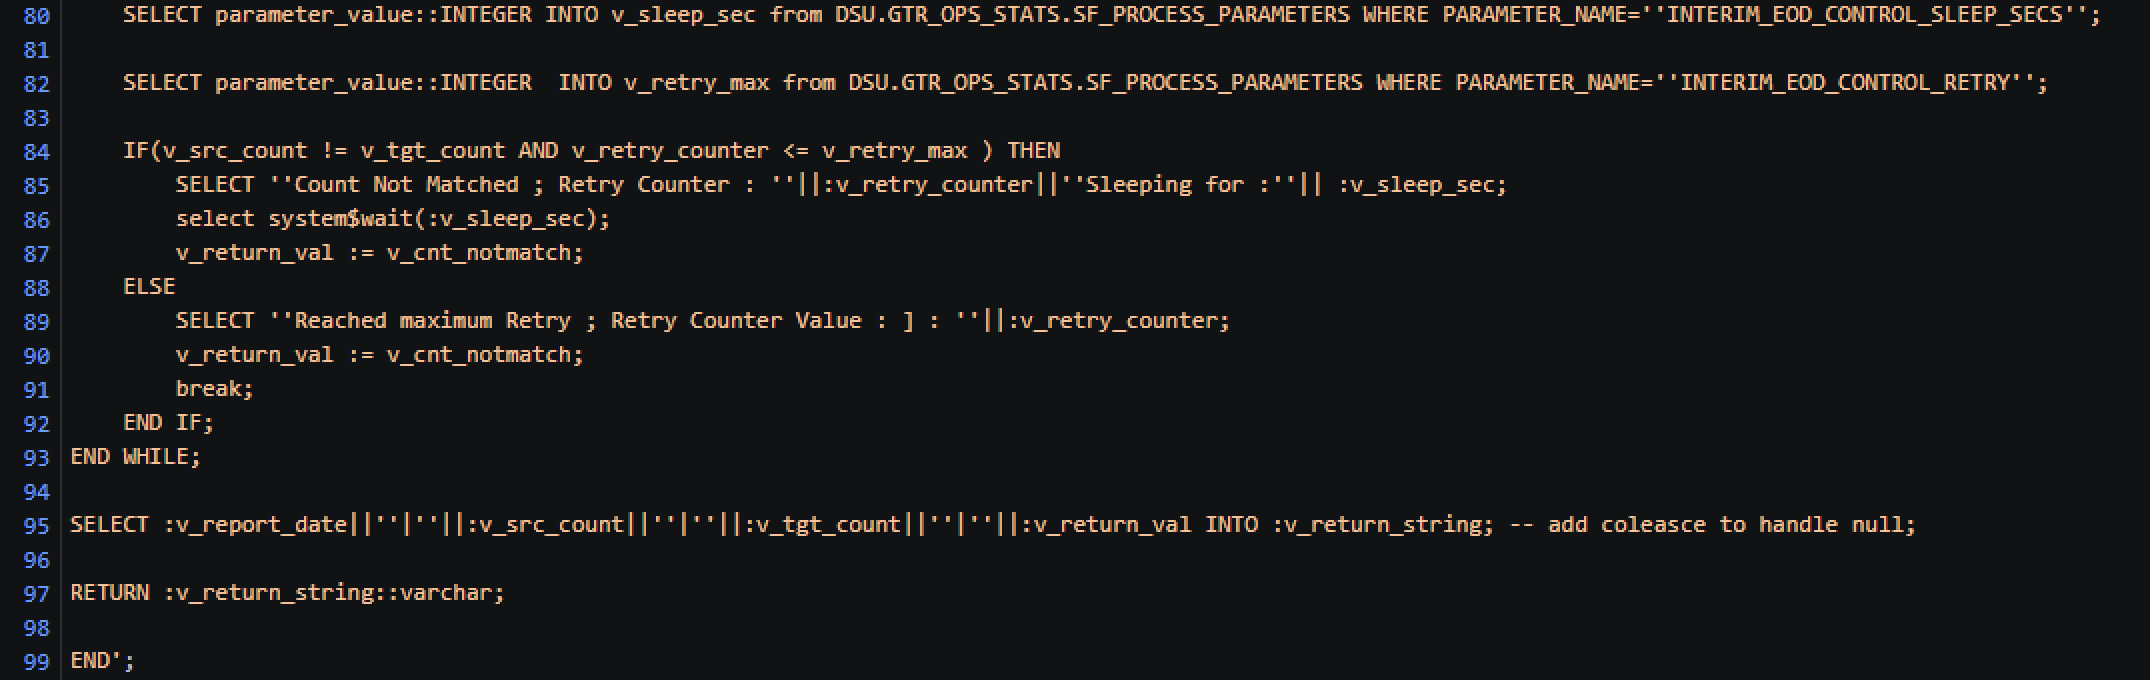 80 SELECT parameter_value::INTEGER INTO v_sleep_sec from DSU.GTR_OPS_STATS.SF_PROCESS_PARAMETERS WHERE PARAMETER_NAME=''INTERIM_EOD_CONTROL_SLEEP_SECS'';
81
82 SELECT parameter_value::INTEGER  INTO v_retry_max from DSU.GTR_OPS_STATS.SF_PROCESS_PARAMETERS WHERE PARAMETER_NAME=''INTERIM_EOD_CONTROL_RETRY'';
83
84 IF(v_src_count != v_tgt_count AND v_retry_counter <= v_retry_max ) THEN
85 SELECT ''Count Not Matched ; Retry Counter : ''||:v_retry_counter||''Sleeping for :''|| :v_sleep_sec;
86 select system$wait(:v_sleep_sec);
87 v_return_val := v_cnt_notmatch;
88 ELSE
89 SELECT ''Reached maximum Retry ; Retry Counter Value : ] : ''||:v_retry_counter;
90 v_return_val := v_cnt_notmatch;
91 break;
92 END IF;
93 END WHILE;
94
95 SELECT :v_report_date||''|''||:v_src_count||''|''||:v_tgt_count||''|''||:v_return_val INTO :v_return_string; -- add coleasce to handle null;
96
97 RETURN :v_return_string::varchar;
98
99 END';